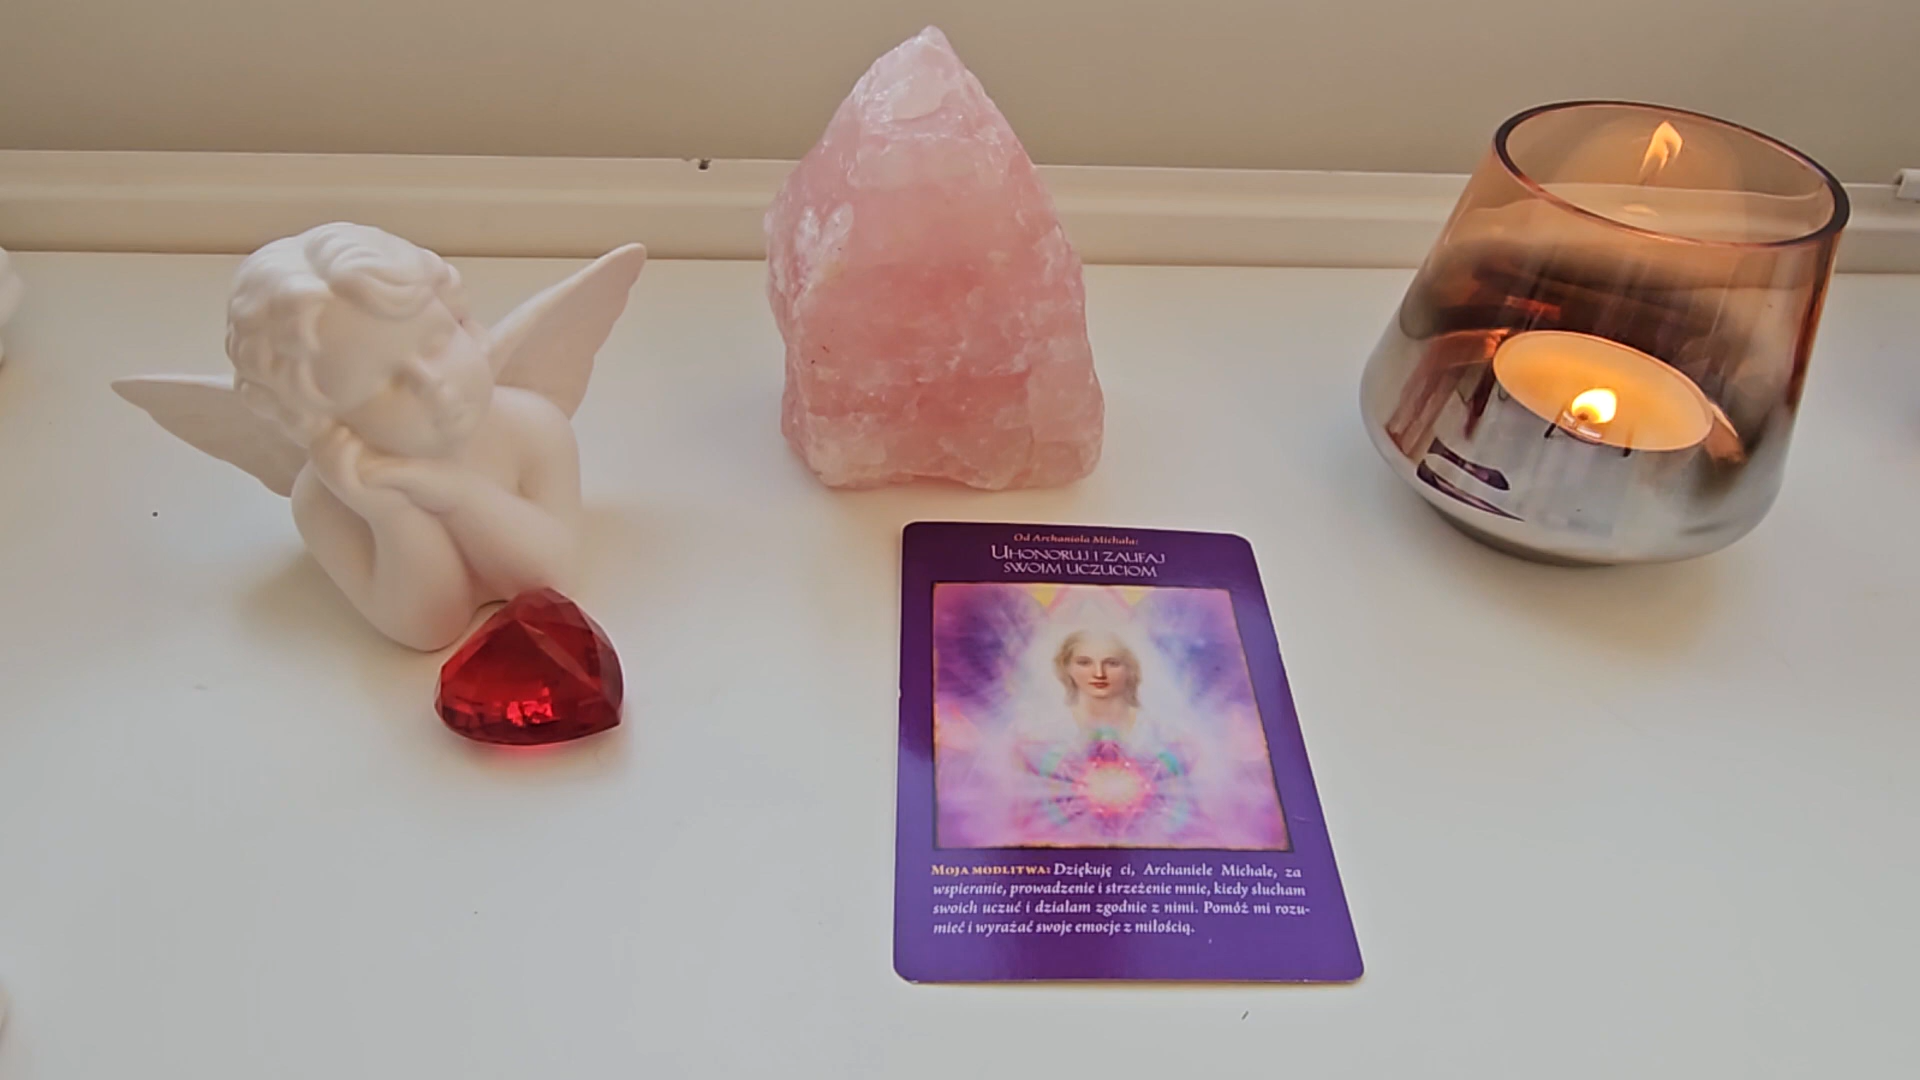 Od Archanioła Michała:
Uhonoruj i zaufaj
swoim uczuciom
Moja modlitwa: Dziękuję ci, Archaniele Michale, za
wspieranie, prowadzenie i strzeżenie mnie, kiedy słucham
swoich uczuć i działam zgodnie z nimi. Pomóż mi rozu-
mieć i wyrażać swoje emocje z miłością.